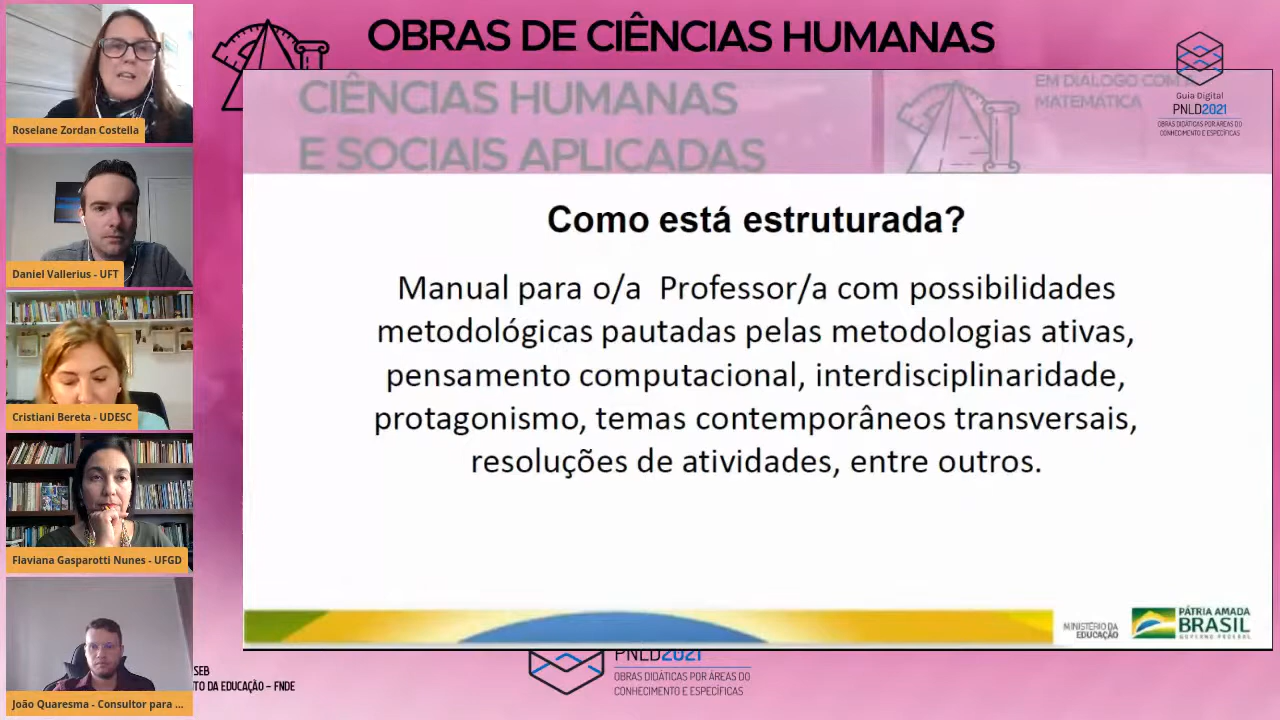 OBRAS DE CIÊNCIAS HUMANAS
CIÊNCIAS HUMANAS
E SOCIAIS APLICADAS
EM DIÁLOGO COM A
MATEMÁTICA
Guia Digital
PNLD2021
OBRAS DIDÁTICAS POR ÁREAS DO
CONHECIMENTO E ESPECÍFICAS
Como está estruturada?
Manual para o/a Professor/a com possibilidades
metodológicas pautadas pelas metodologias ativas,
pensamento computacional, interdisciplinaridade,
protagonismo, temas contemporâneos transversais,
resoluções de atividades, entre outros.
MINISTÉRIO DA
EDUCAÇÃO
PÁTRIA AMADA
BRASIL
GOVERNO FEDERAL
Roselane Zordan Costella
Daniel Vallerius - UFT
Cristiani Bereta - UDESC
Flaviana Gasparotti Nunes - UFGD
João Quaresma - Consultor para ...
SEB
TO DA EDUCAÇÃO – FNDE
PNLD2021
OBRAS DIDÁTICAS POR ÁREAS DO
CONHECIMENTO E ESPECÍFICAS